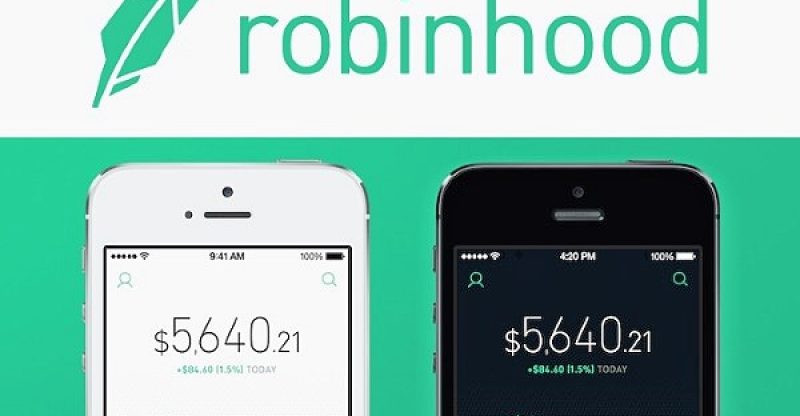 robinhood
9:41 AM 100%
$5,640.21
+$84.60 (1.5%) TODAY
4:20 PM 100%
$5,640.21
+$84.60 (1.5%) TODAY